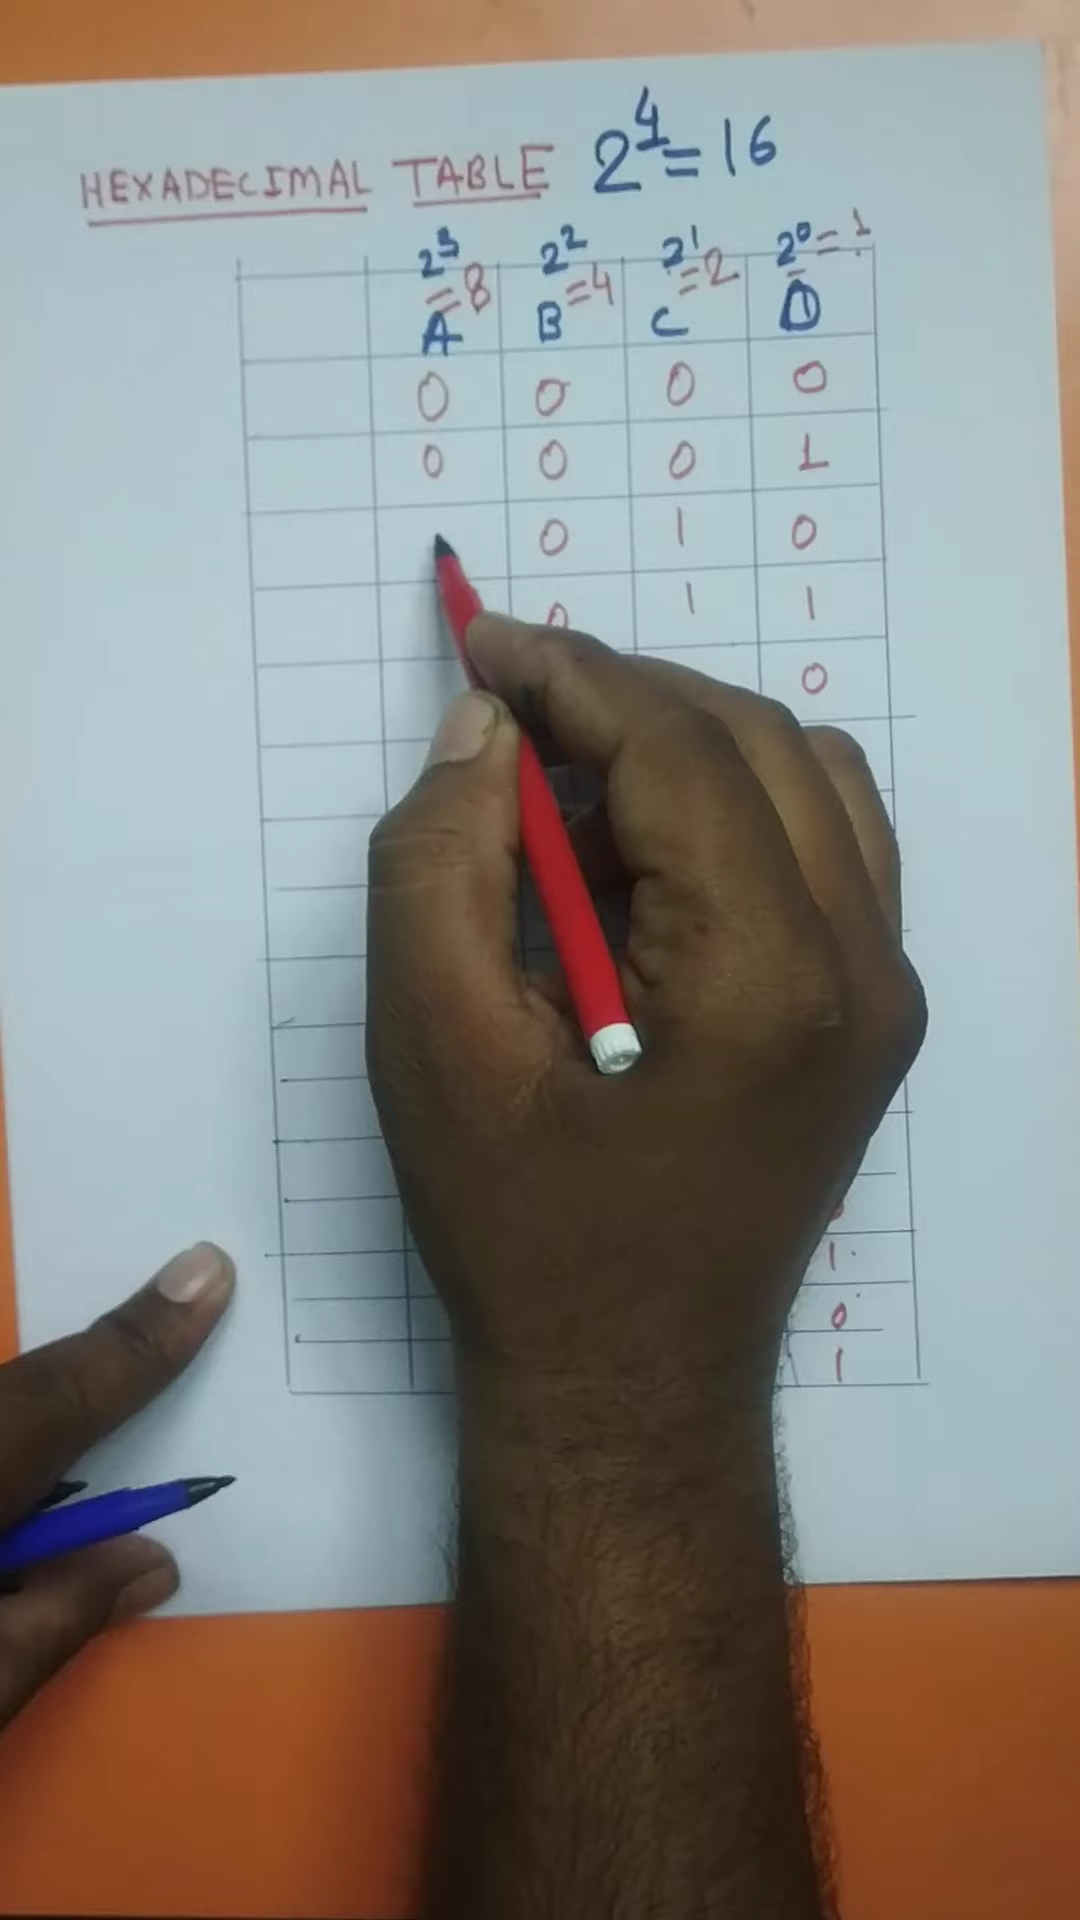 HEXADECIMAL TABLE 2⁴=16
2³ 2² 2¹ 2⁰=1
=8 =4 =2
A B C D
0 0 0 0
0 0 0 1
0 1 0
0 1 1
0
1
0
1